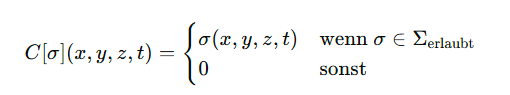 C[σ](x, y, z, t) = { σ(x, y, z, t) wenn σ ∈ Σ_erlaubt
0 sonst